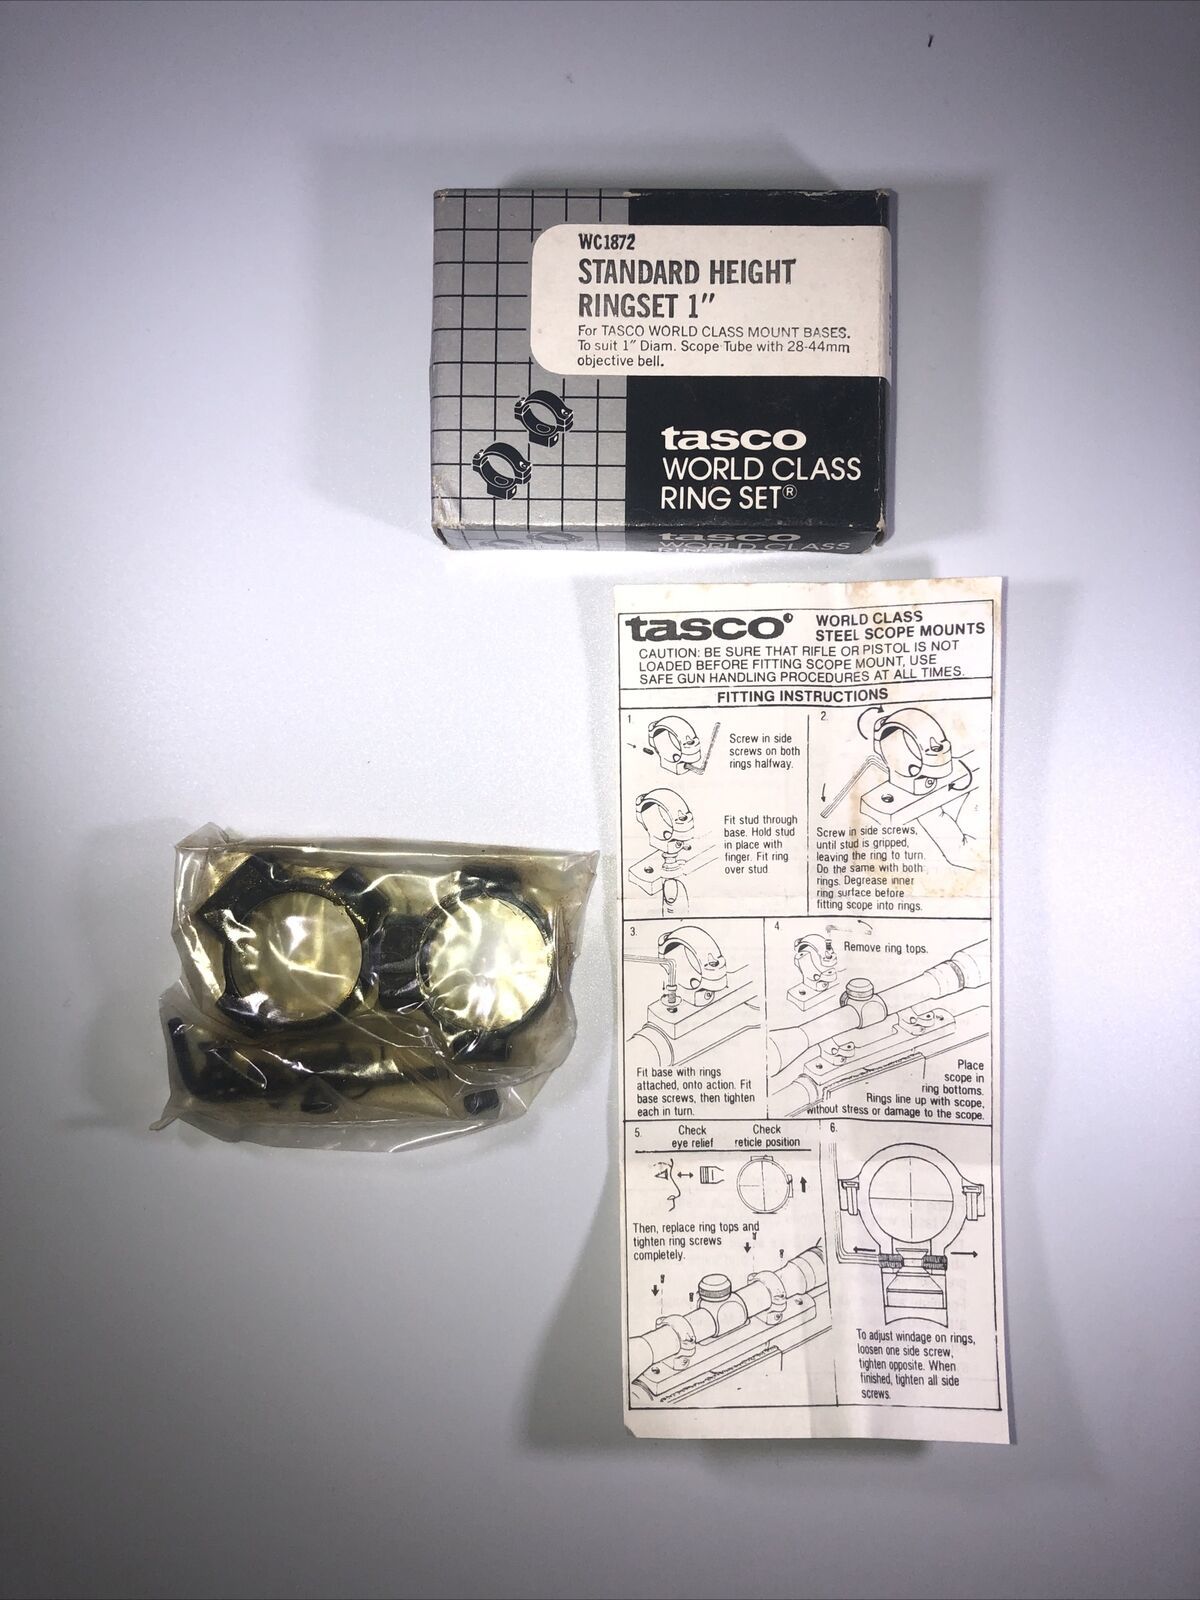 WC1872
STANDARD HEIGHT
RINGSET 1"
For TASCO WORLD CLASS MOUNT BASES.
To suit 1" Diam. Scope Tube with 28-44mm
objective bell.
tasco
WORLD CLASS
RING SET®
tasco
WORLD CLASS
tasco
WORLD CLASS
STEEL SCOPE MOUNTS
CAUTION: BE SURE THAT RIFLE OR PISTOL IS NOT
LOADED BEFORE FITTING SCOPE MOUNT, USE
SAFE GUN HANDLING PROCEDURES AT ALL TIMES.
FITTING INSTRUCTIONS
1.
Screw in side
screws on both
rings halfway.
Fit stud through
base. Hold stud
in place with
finger. Fit ring
over stud
2.
Screw in side screws,
until stud is gripped,
leaving the ring to turn.
Do the same with both
rings. Degrease inner
ring surface before
fitting scope into rings.
3.
Fit base with rings
attached, onto action. Fit
base screws, then tighten
each in turn.
4.
Remove ring tops.
Place
scope in
ring bottoms.
Rings line up with scope,
without stress or damage to the scope.
5.
Check
eye relief
Check
reticle position
Then, replace ring tops and
tighten ring screws
completely.
6.
To adjust windage on rings,
loosen one side screw,
tighten opposite. When
finished, tighten all side
screws.